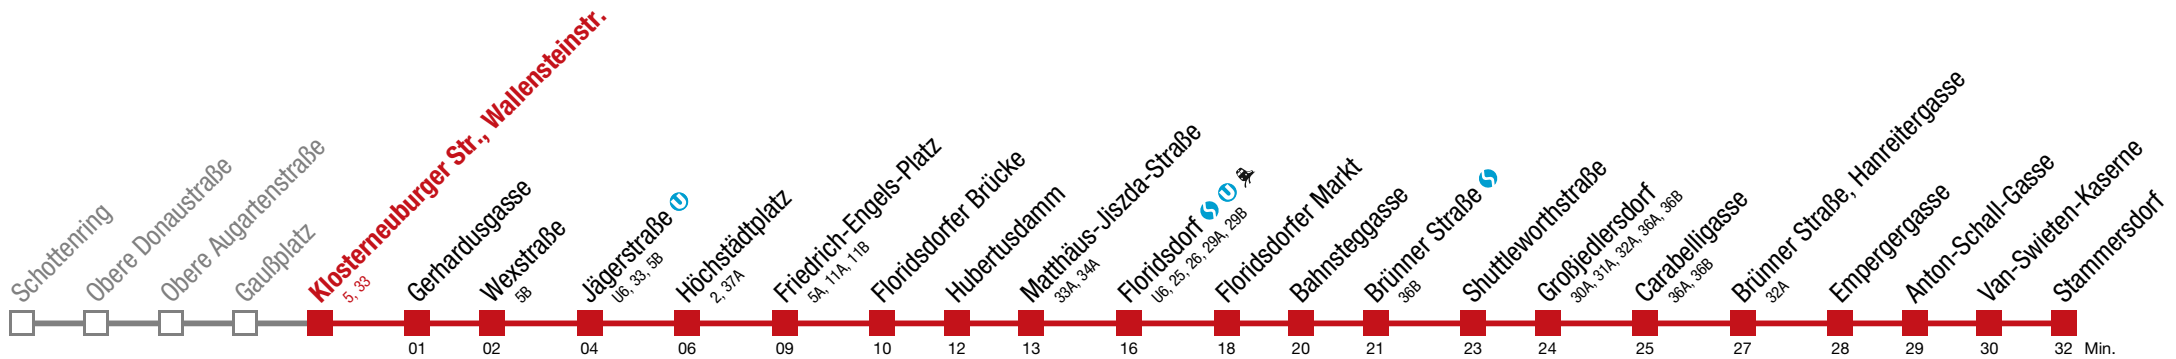 Schottenring
Obere Donaustraße
Obere Augartenstraße
Gaußplatz
Klosterneuburger Str., Wallensteinstr.
5, 33
Gerhardusgasse
Wexstraße
5B
Jägerstraße U
U6, 33, 5B
Höchstädtplatz
2, 37A
Friedrich-Engels-Platz
5A, 11A, 11B
Floridsdorfer Brücke
Hubertusdamm
Matthäus-Jiszda-Straße
33A, 34A
Floridsdorf S U
U6, 25, 26, 29A, 29B
Floridsdorfer Markt
Bahnsteggasse
Brünner Straße S
36B
Shuttleworthstraße
Großjedlersdorf
30A, 31A, 32A, 36A, 36B
Carabelligasse
36A, 36B
Brünner Straße, Hanreitergasse
32A
Empergergasse
Anton-Schall-Gasse
Van-Swieten-Kaserne
Stammersdorf
01 02 04 06 09 10 12 13 16 18 20 21 23 24 25 27 28 29 30 32 Min.